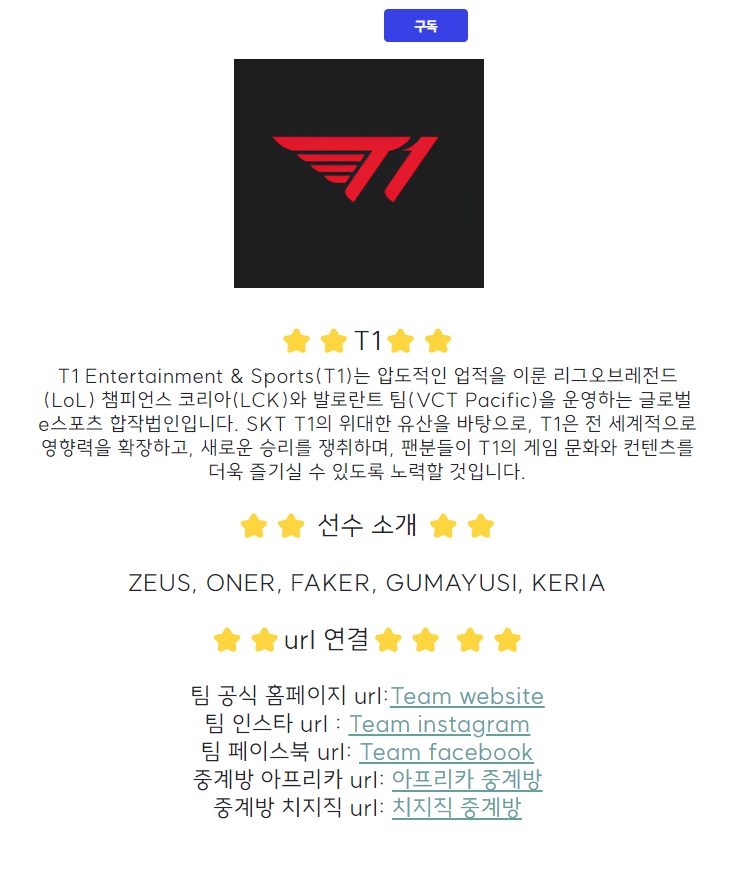 구독
T1
T1
T1 Entertainment & Sports(T1)는 압도적인 업적을 이룬 리그오브레전드
(LoL) 챔피언스 코리아(LCK)와 발로란트 팀(VCT Pacific)을 운영하는 글로벌
e스포츠 합작법인입니다. SKT T1의 위대한 유산을 바탕으로, T1은 전 세계적으로
영향력을 확장하고, 새로운 승리를 쟁취하며, 팬분들이 T1의 게임 문화와 컨텐츠를
더욱 즐기실 수 있도록 노력할 것입니다.
선수 소개
ZEUS, ONER, FAKER, GUMAYUSI, KERIA
url 연결
팀 공식 홈페이지 url:Team website
팀 인스타 url : Team instagram
팀 페이스북 url: Team facebook
중계방 아프리카 url: 아프리카 중계방
중계방 치지직 url: 치지직 중계방